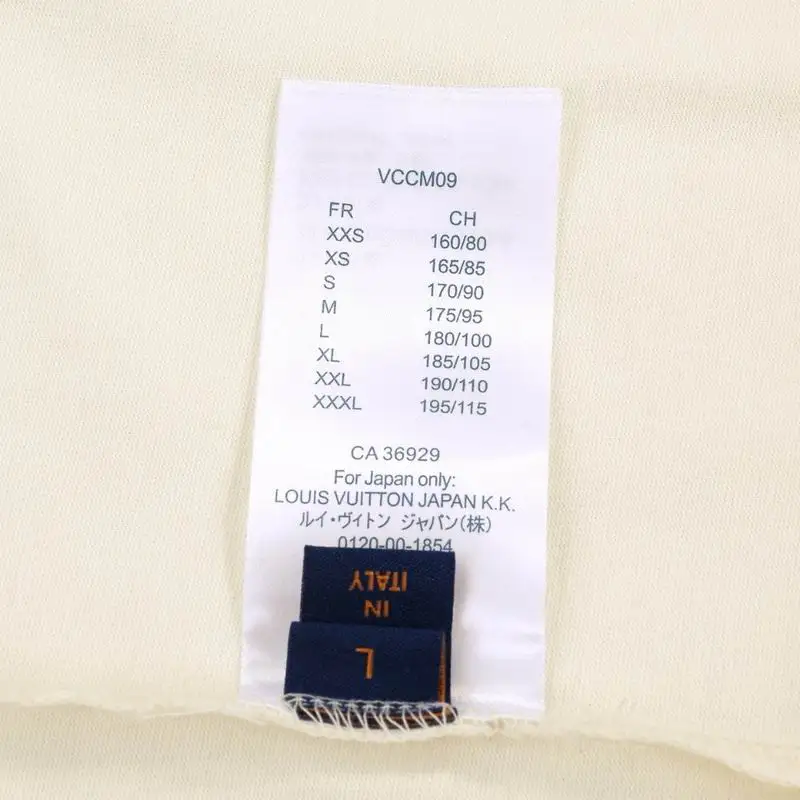 VCCM09
FR CH
XXS 160/80
XS 165/85
S 170/90
M 175/95
L 180/100
XL 185/105
XXL 190/110
XXXL 195/115
CA 36929
For Japan only:
LOUIS VUITTON JAPAN K.K.
ルイ・ヴィトン ジャパン(株)
0120-00-1854
IN
ITALY
L